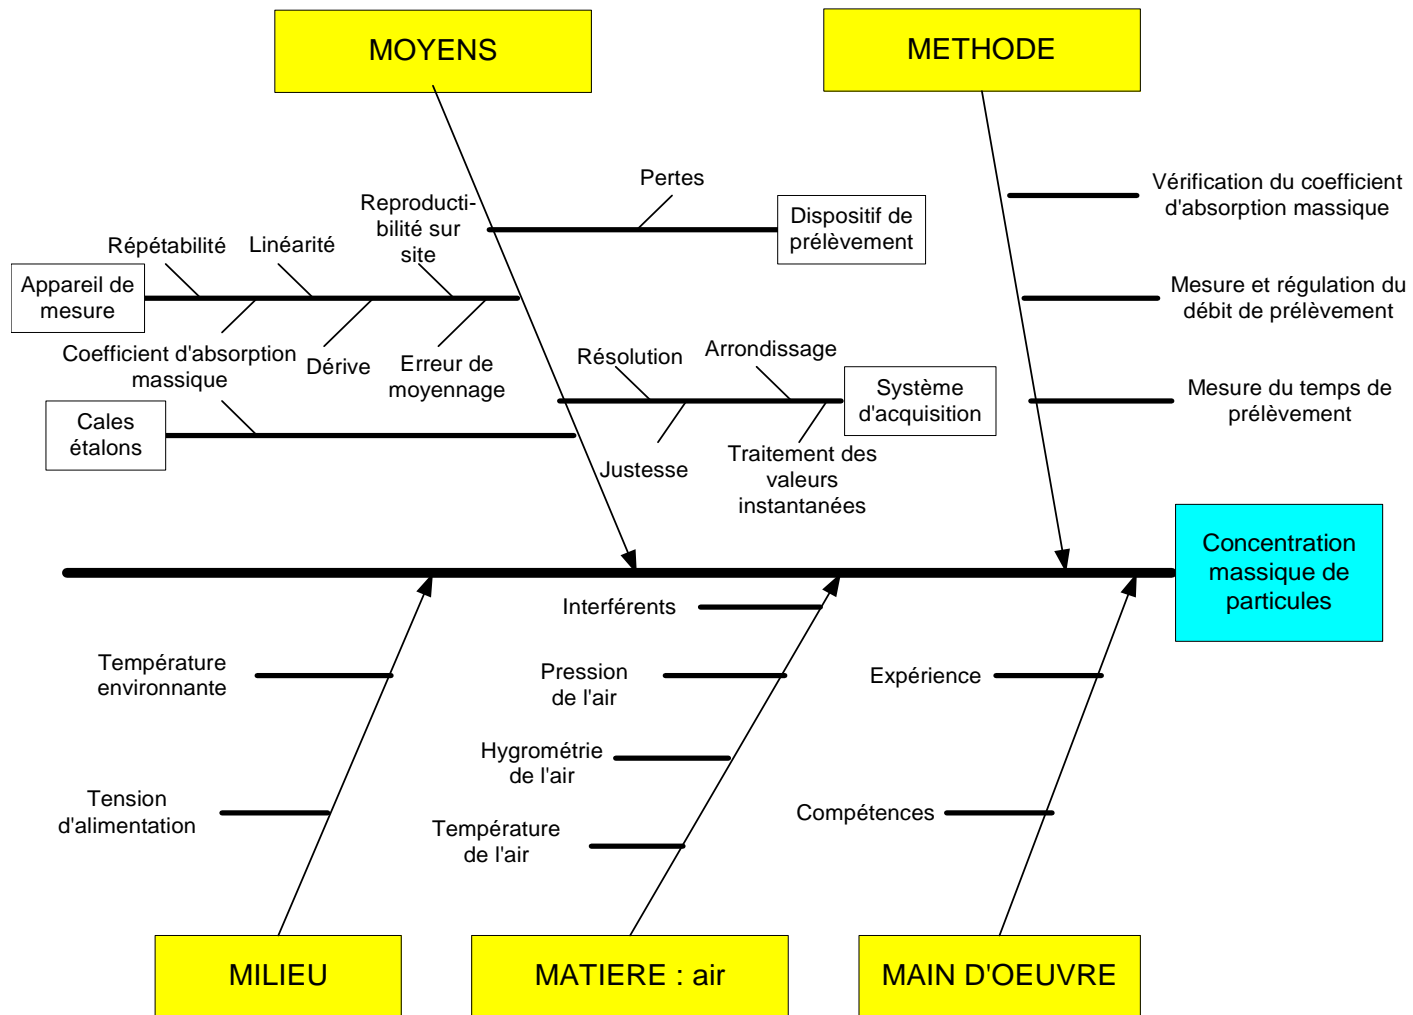 MOYENS
METHODE
Pertes
Vérification du coefficient
d'absorption massique
Reproducti-
bilité sur
site
Dispositif de
prélèvement
Répétabilité
Linéarité
Appareil de
mesure
Mesure et régulation du
débit de prélèvement
Coefficient d'absorption
massique
Dérive
Erreur de
moyennage
Résolution
Arrondissage
Système
d'acquisition
Mesure du temps de
prélèvement
Cales
étalons
Justesse
Traitement des
valeurs
instantanées
Concentration
massique de
particules
Interférents
Température
environnante
Pression
de l'air
Expérience
Hygrométrie
de l'air
Tension
d'alimentation
Température
de l'air
Compétences
MILIEU
MATIERE : air
MAIN D'OEUVRE